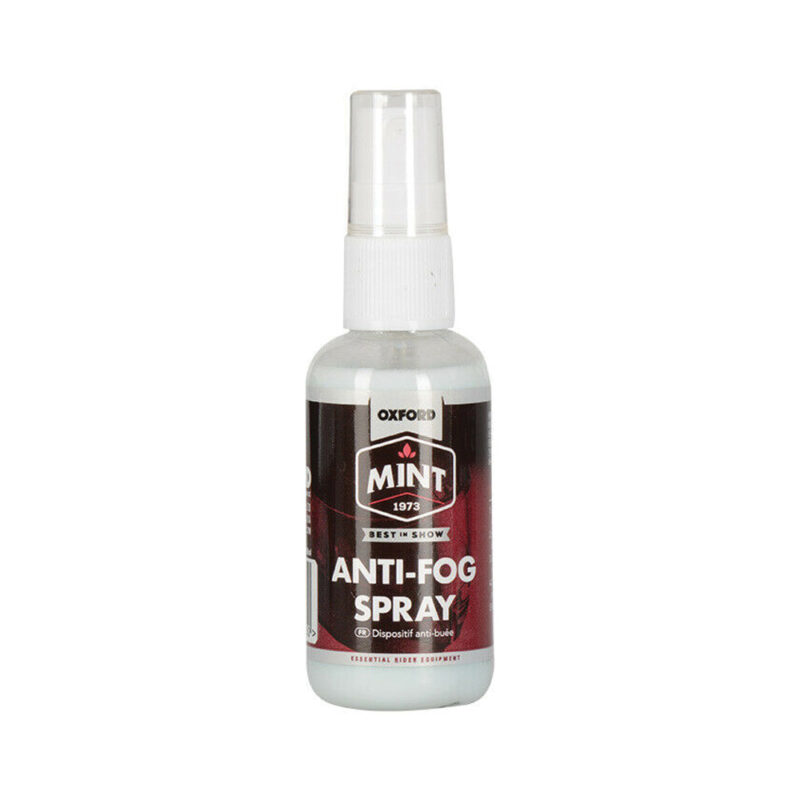 OXFORD
MINT
1973
BEST IN SHOW
ANTI-FOG
SPRAY
FR Dispositif anti-buée
ESSENTIAL RIDER EQUIPMENT